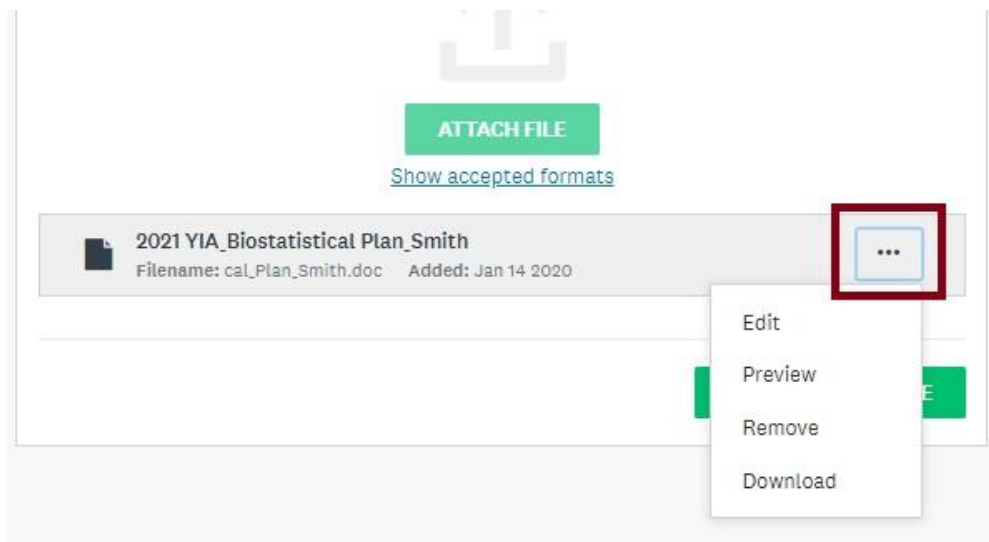 ATTACH FILE
Show accepted formats
2021 YIA_Biostatistical Plan_Smith
Filename: cal_Plan_Smith.doc Added: Jan 14 2020
•••
Edit
Preview
E
Remove
Download